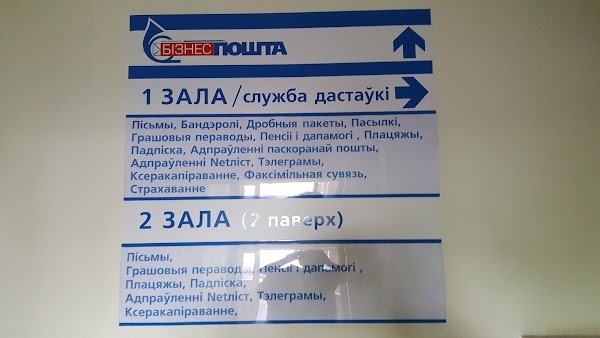 БІЗНЕСПОШТА
1 ЗАЛА /служба дастаўкі
Пісьмы, Бандэролі, Дробныя пакеты, Пасылкі,
Грашовыя пераводы, Пенсіі і дапамогі , Плацяжы,
Падпіска, Адпраўленні паскоранай пошты,
Адпраўленні Netліст, Тэлеграмы,
Ксеракапіраванне, Факсімільная сувязь,
Страхаванне
2 ЗАЛА (2 паверх)
Пісьмы,
Грашовыя пераводы, Пенсіі і дапамогі ,
Плацяжы, Падпіска,
Адпраўленні Netліст, Тэлеграмы,
Ксеракапіраванне,